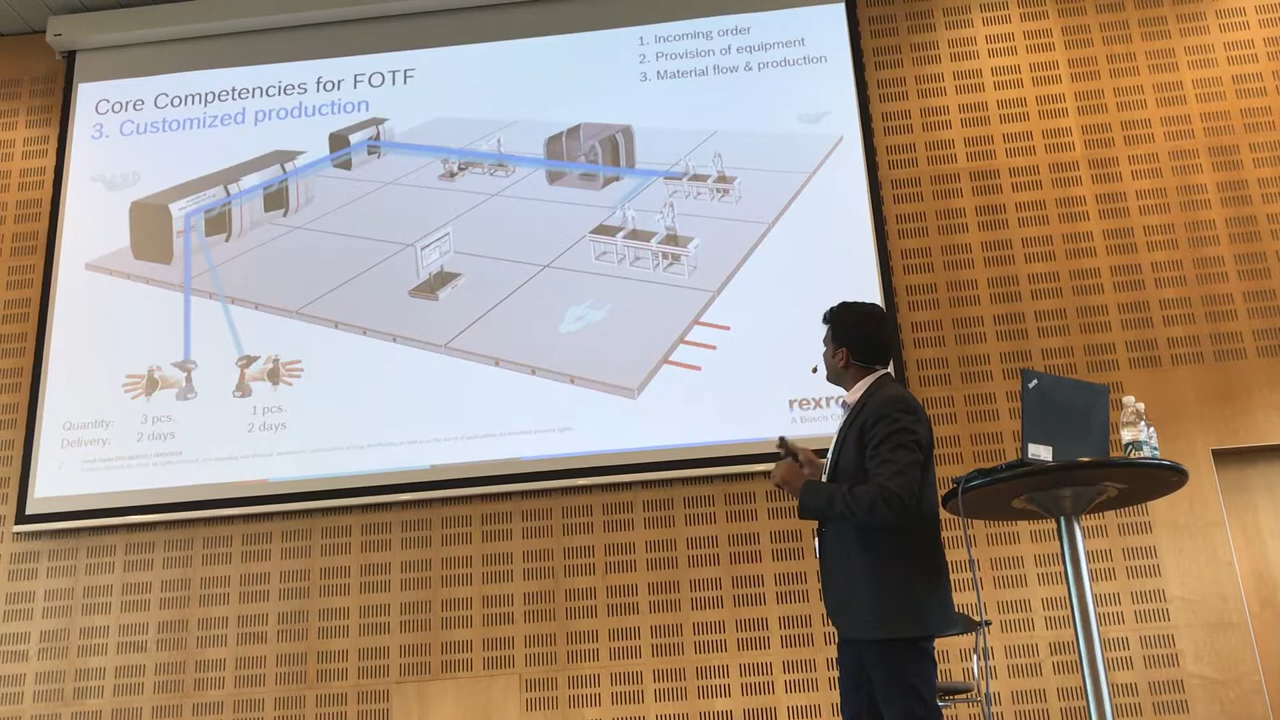 Core Competencies for FOTF
3. Customized production
1. Incoming order
2. Provision of equipment
3. Material flow & production
Quantity: 3 pcs. 1 pcs.
Delivery: 2 days 2 days
rexro
A Bosch Co
7